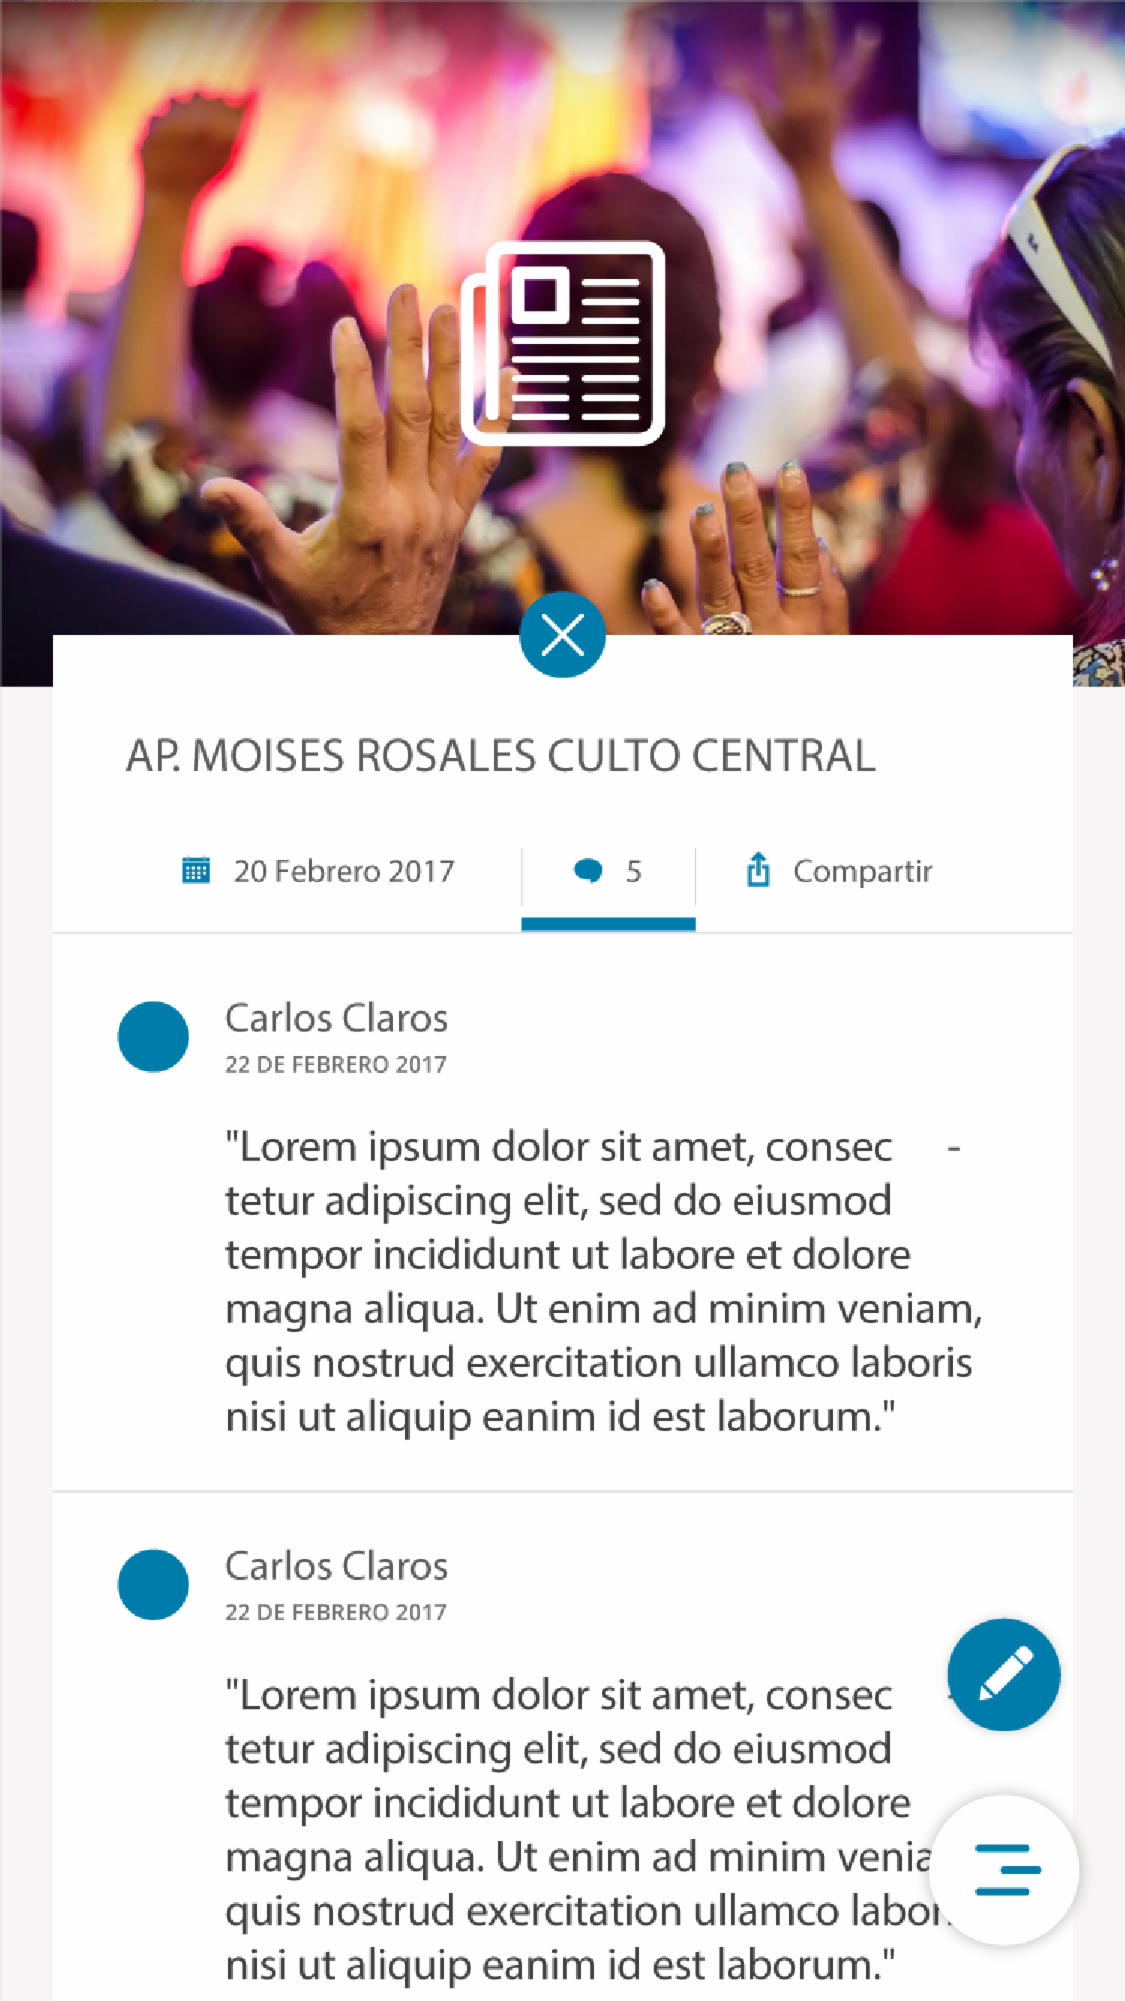 AP. MOISES ROSALES CULTO CENTRAL
20 Febrero 2017
5
Compartir
Carlos Claros
22 DE FEBRERO 2017
"Lorem ipsum dolor sit amet, consec -
tetur adipiscing elit, sed do eiusmod
tempor incididunt ut labore et dolore
magna aliqua. Ut enim ad minim veniam,
quis nostrud exercitation ullamco laboris
nisi ut aliquip eanim id est laborum."
Carlos Claros
22 DE FEBRERO 2017
"Lorem ipsum dolor sit amet, consec
tetur adipiscing elit, sed do eiusmod
tempor incididunt ut labore et dolore
magna aliqua. Ut enim ad minim venia
quis nostrud exercitation ullamco labor
nisi ut aliquip eanim id est laborum."